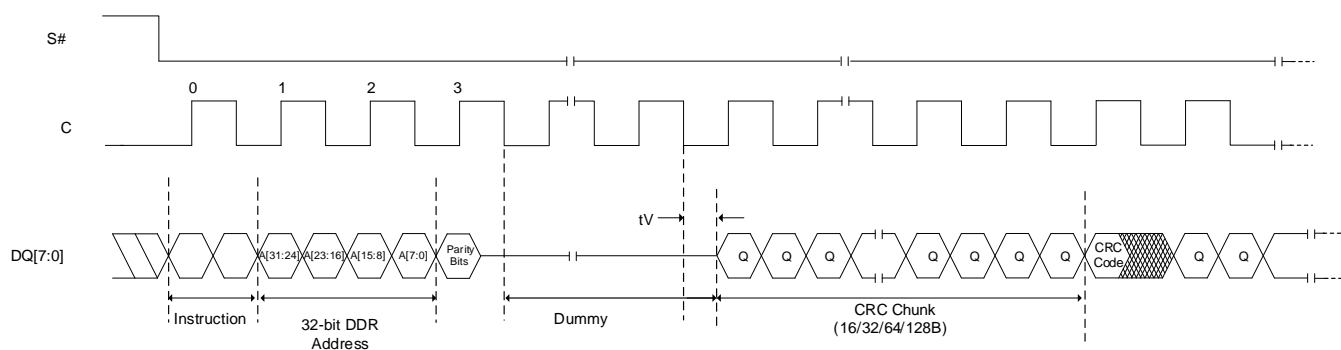 S#
0 1 2 3
C
tV
DQ[7:0]
A[31:24] A[23:16] A[15:8] A[7:0] Parity Bits Q Q Q Q Q Q Q CRC Code Q Q
Instruction
32-bit DDR
Address
Dummy
CRC Chunk
(16/32/64/128B)